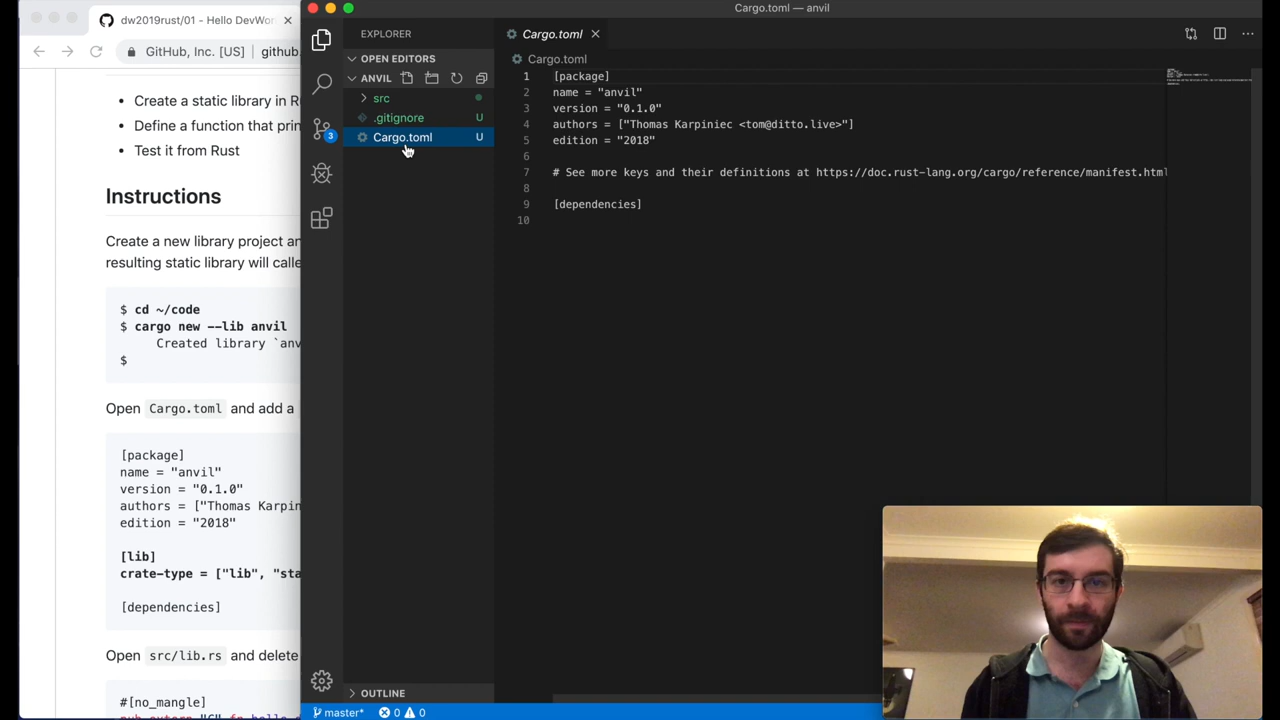 dw2019rust/01 - Hello DevWor
GitHub, Inc. [US]
github.
Create a static library in R
Define a function that prin
Test it from Rust
Instructions
Create a new library project an
resulting static library will calle
$ cd ~/code
$ cargo new --lib anvil
Created library `anv
$
Open Cargo.toml and add a
[package]
name = "anvil"
version = "0.1.0"
authors = ["Thomas Karpin
edition = "2018"
[lib]
crate-type = ["lib", "sta
[dependencies]
Open src/lib.rs and delete
#[no_mangle]
pub extern "C" fn hello
Cargo.toml — anvil
EXPLORER
OPEN EDITORS
ANVIL
src
.gitignore U
Cargo.toml U
3
OUTLINE
master*
0 0
Cargo.toml
Cargo.toml
1 [package]
2 name = "anvil"
3 version = "0.1.0"
4 authors = ["Thomas Karpiniec <tom@ditto.live>"]
5 edition = "2018"
6
7 # See more keys and their definitions at https://doc.rust-lang.org/cargo/reference/manifest.html
8
9 [dependencies]
10